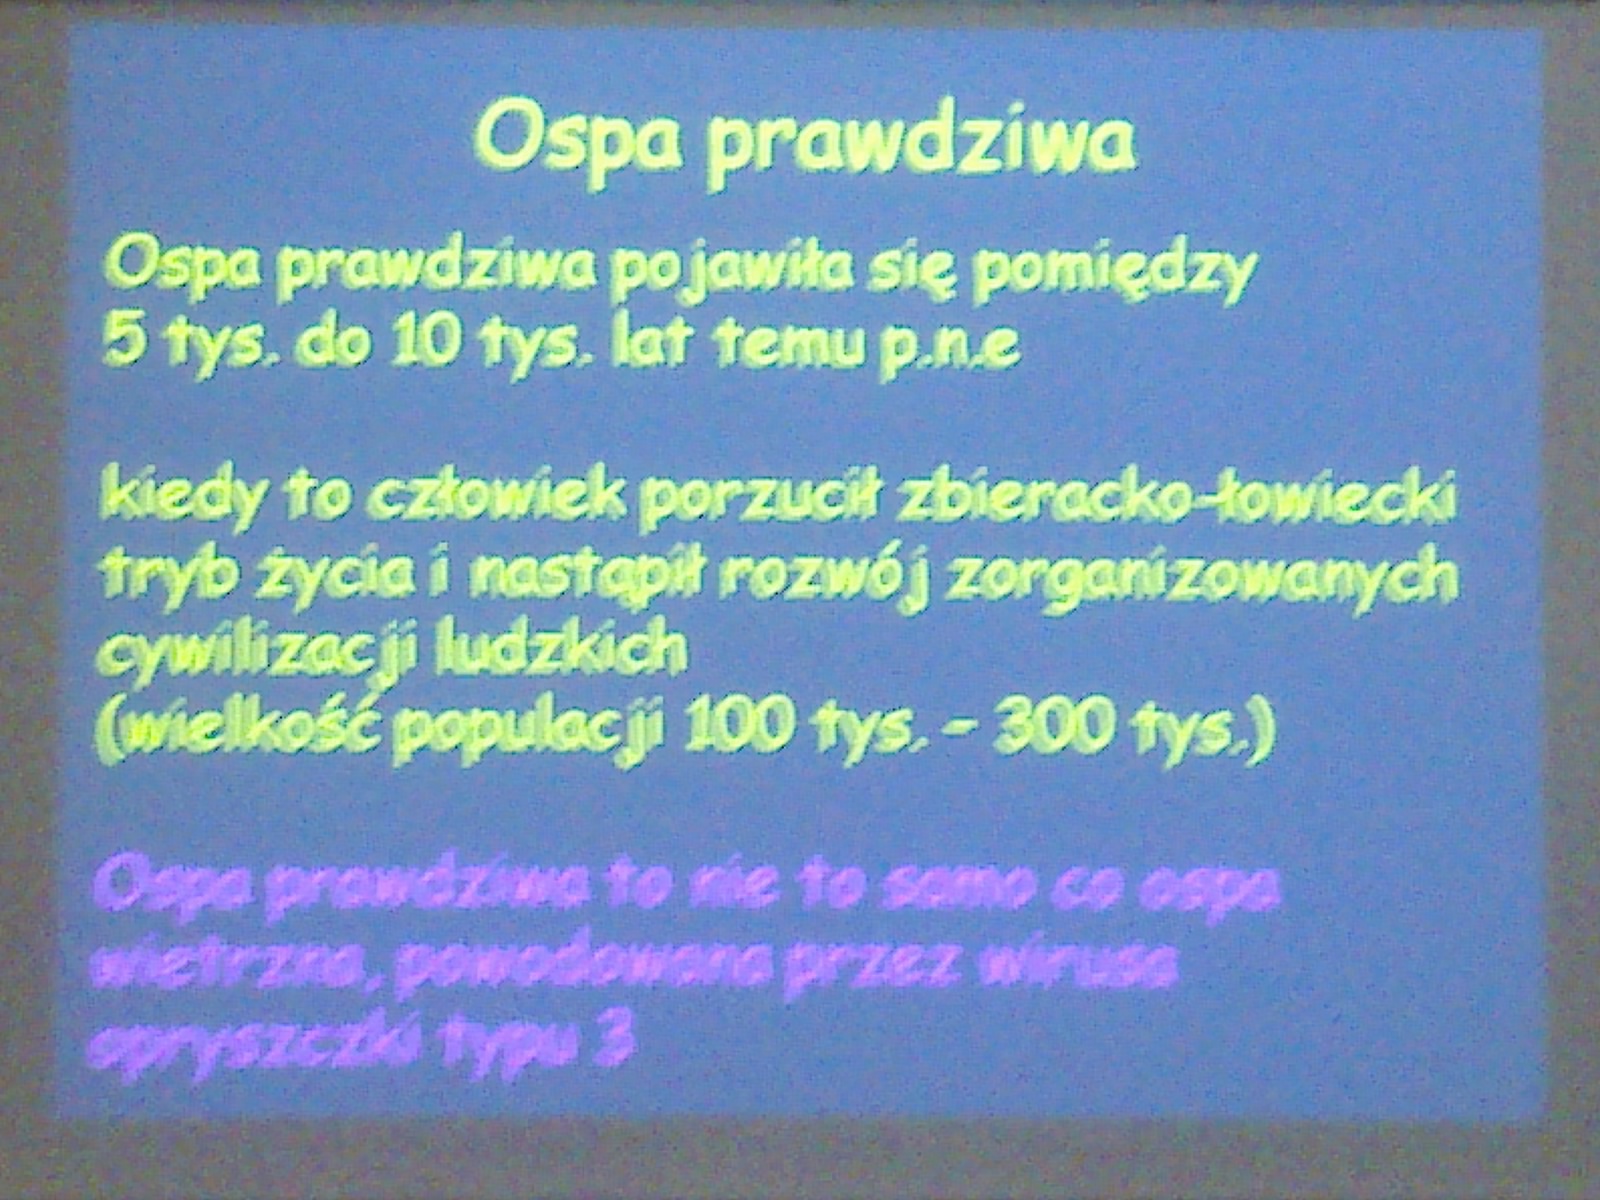 Ospa prawdziwa
Ospa prawdziwa pojawiła się pomiędzy
5 tys. do 10 tys. lat temu p.n.e
kiedy to człowiek porzucił zbieracko-łowiecki
tryb życia i nastąpił rozwój zorganizowanych
cywilizacji ludzkich
(wielkość populacji 100 tys. - 300 tys.)
Ospa prawdziwa to nie to samo co ospa
wietrzna, powodowana przez wirusa
opryszczki typu 3